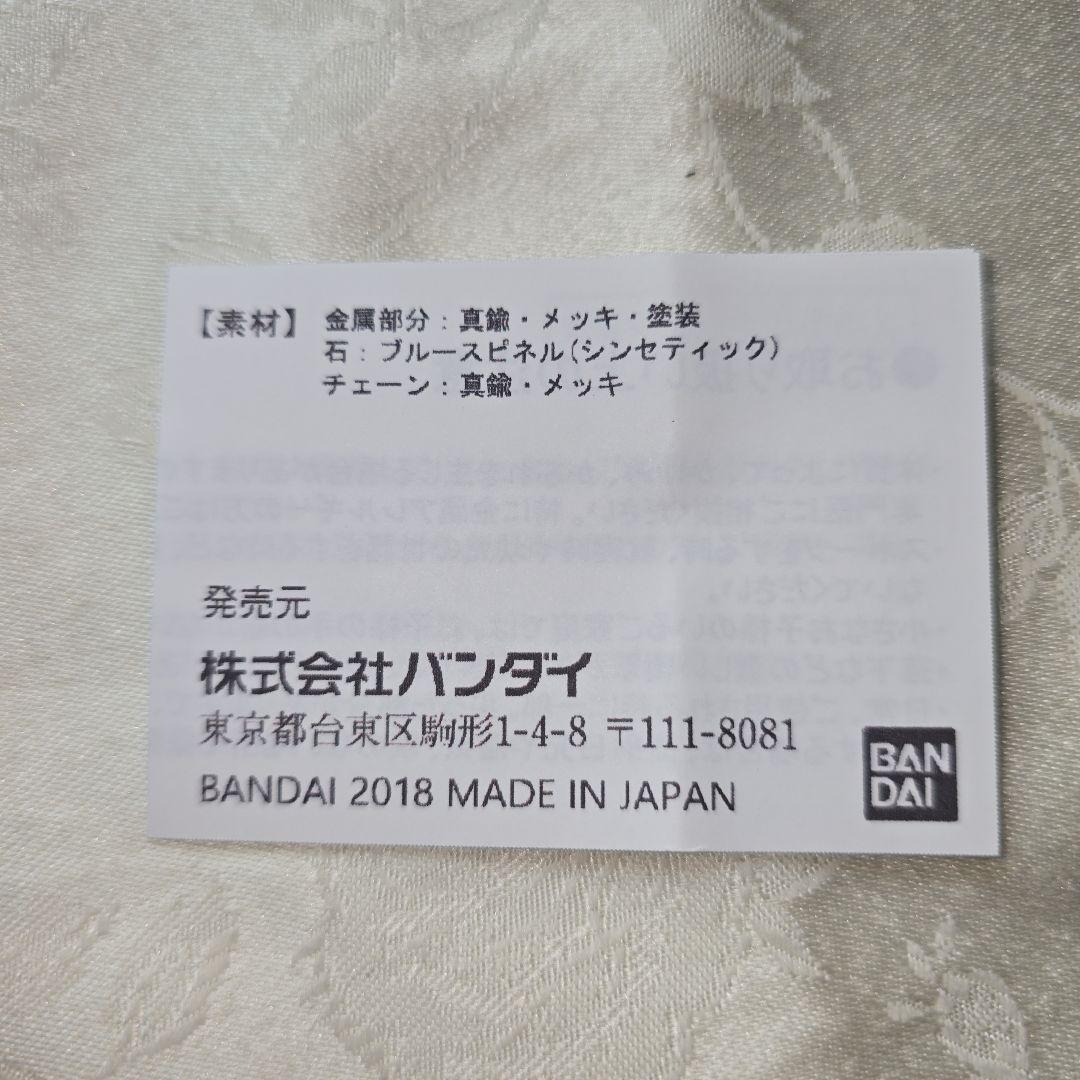 【素材】 金属部分：真鍮・メッキ・塗装
石：ブルースピネル(シンセティック)
チェーン：真鍮・メッキ
発売元
株式会社バンダイ
東京都台東区駒形1-4-8 〒111-8081
BANDAI 2018 MADE IN JAPAN
BAN
DAI